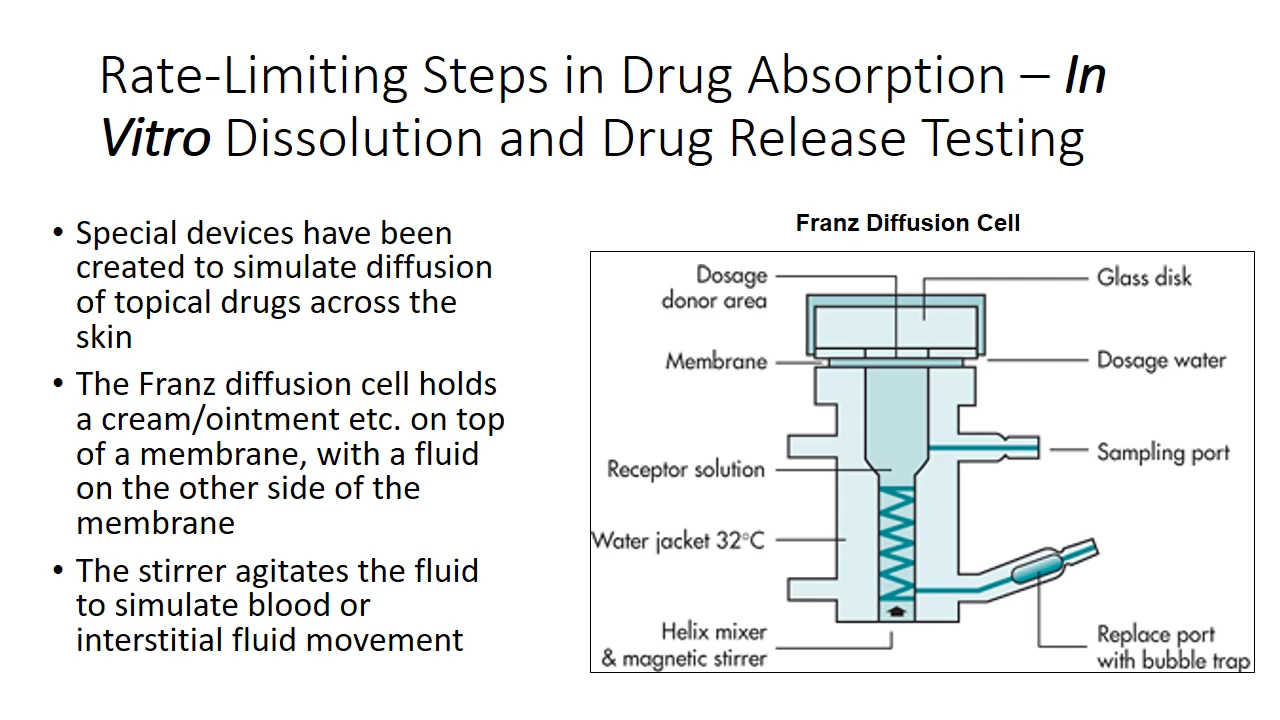 Rate-Limiting Steps in Drug Absorption – In
Vitro Dissolution and Drug Release Testing
• Special devices have been
created to simulate diffusion
of topical drugs across the
skin
• The Franz diffusion cell holds
a cream/ointment etc. on top
of a membrane, with a fluid
on the other side of the
membrane
• The stirrer agitates the fluid
to simulate blood or
interstitial fluid movement
Franz Diffusion Cell
Dosage
donor area
Glass disk
Membrane
Dosage water
Sampling port
Receptor solution
Water jacket 32°C
Helix mixer
& magnetic stirrer
Replace port
with bubble trap